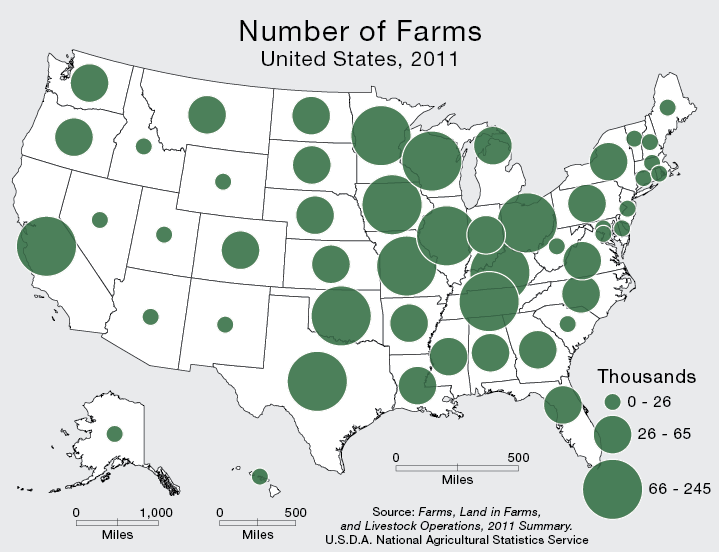 Number of Farms
United States, 2011
Thousands
0 - 26
26 - 65
66 - 245
0 500
Miles
0 1,000
Miles
0 500
Miles
Source: Farms, Land in Farms,
and Livestock Operations, 2011 Summary.
U.S.D.A. National Agricultural Statistics Service